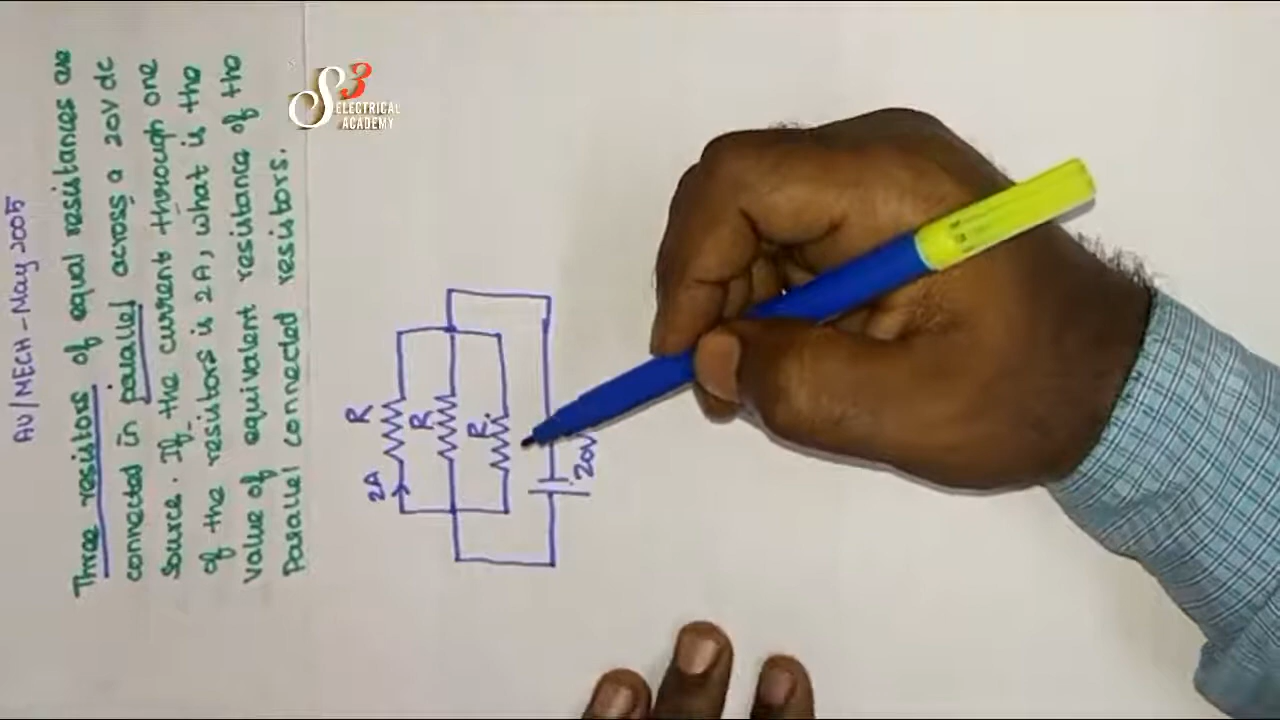 AU/MECH - May 2005
Three resistors of equal resistances are
connected in parallel across a 20V dc
source. If the current through one
of the resistors is 2A, what is the
value of equivalent resistance of the
Parallel connected resistors.
2A R
R
R
20V
S3
ELECTRICAL
ACADEMY